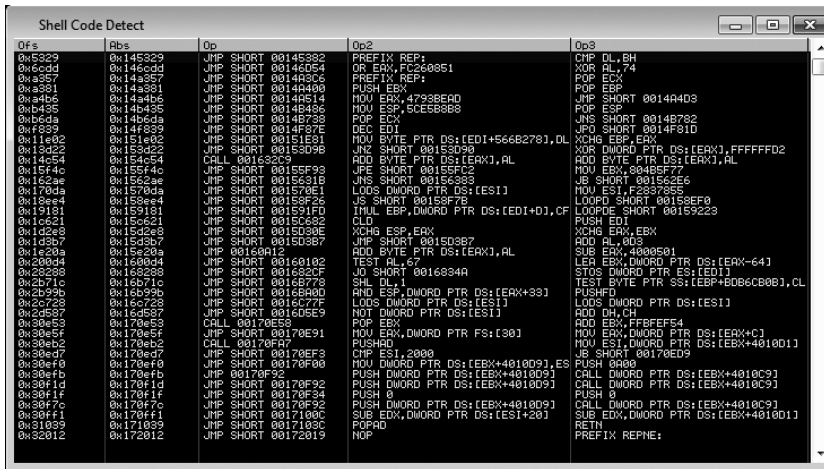 Shell Code Detect
Ofs Abs Op Op2 Op3
0x5329 0x145329 JMP SHORT 00145382 PREFIX REP: CMP DL,BH
0x6cdd 0x146cdd JMP SHORT 00146D54 OR EAX,FC260851 XOR AL,74
0xa357 0x14a357 JMP SHORT 0014A3C6 PREFIX REP: POP ECX
0xa381 0x14a381 JMP SHORT 0014A400 PUSH EBX POP EBP
0xa4b6 0x14a4b6 JMP SHORT 0014A514 MOV EAX,4793BEAD JMP SHORT 0014A4D3
0xb435 0x14b435 JMP SHORT 0014B486 MOV ESP,5CE5B8B8 POP ESP
0xb6da 0x14b6da JMP SHORT 0014B738 POP ECX JNS SHORT 0014B782
0xf839 0x14f839 JMP SHORT 0014F87E DEC EDI JPO SHORT 0014F81D
0x11e02 0x151e02 JMP SHORT 00151E81 MOV BYTE PTR DS:[EDI+566B278],DL XCHG EBP,EAX
0x13d22 0x153d22 JMP SHORT 00153D9B JNZ SHORT 00153D90 XOR DWORD PTR DS:[EAX],FFFFFFD2
0x14c54 0x154c54 CALL 001632C9 ADD BYTE PTR DS:[EAX],AL ADD BYTE PTR DS:[EAX],AL
0x15f4c 0x155f4c JMP SHORT 00155F93 JPE SHORT 00155FC2 MOV EBX,804B5F77
0x162ae 0x1562ae JMP SHORT 0015631B JNS SHORT 00156383 JB SHORT 001562E6
0x170da 0x1570da JMP SHORT 001570E1 LODS DWORD PTR DS:[ESI] MOV ESI,F2837855
0x18ee4 0x158ee4 JMP SHORT 00158F26 JS SHORT 00158F7B LOOPD SHORT 00158EF0
0x19181 0x159181 JMP SHORT 001591FD IMUL EBP,DWORD PTR DS:[EDI+D],CF LOOPDE SHORT 00159223
0x1c621 0x15c621 JMP SHORT 0015C682 CLD PUSH EDI
0x1d2e8 0x15d2e8 JMP SHORT 0015D30E XCHG ESP,EAX XCHG EAX,EBX
0x1d3b7 0x15d3b7 JMP SHORT 0015D3B7 JMP SHORT 0015D3B7 ADD AL,0D3
0x1e20a 0x15e20a JMP 00160A12 ADD BYTE PTR DS:[EAX],AL SUB EAX,4000501
0x200d4 0x1600d4 JMP SHORT 00160102 TEST AL,67 LEA EBX,DWORD PTR DS:[EAX-64]
0x28288 0x168288 JMP SHORT 001682CF JO SHORT 0016834A STOS DWORD PTR ES:[EDI]
0x2b71c 0x16b71c JMP SHORT 0016B778 SHL DL,1 TEST BYTE PTR SS:[EBP+BDB6CB0B],CL
0x2b99b 0x16b99b JMP SHORT 0016BA0D AND ESP,DWORD PTR DS:[EAX+33] PUSHFD
0x2c728 0x16c728 JMP SHORT 0016C77F LODS DWORD PTR DS:[ESI] LODS DWORD PTR DS:[ESI]
0x2d587 0x16d587 JMP SHORT 0016D5E9 NOT DWORD PTR DS:[ESI] ADD DH,CH
0x30e53 0x170e53 CALL 00170E58 POP EBX ADD EBX,FFBFEF54
0x30e5f 0x170e5f JMP SHORT 00170E91 MOV EAX,DWORD PTR FS:[30] MOV EAX,DWORD PTR DS:[EAX+C]
0x30eb2 0x170eb2 CALL 00170FA7 PUSHAD MOV ESI,DWORD PTR DS:[EBX+4010D1]
0x30ed7 0x170ed7 JMP SHORT 00170EF3 CMP ESI,2000 JB SHORT 00170ED9
0x30ef0 0x170ef0 JMP SHORT 00170F00 MOV DWORD PTR DS:[EBX+4010D9],ES PUSH 0A00
0x30efb 0x170efb JMP 00170F92 PUSH DWORD PTR DS:[EBX+4010D9] CALL DWORD PTR DS:[EBX+4010C9]
0x30f1d 0x170f1d JMP SHORT 00170F92 PUSH DWORD PTR DS:[EBX+4010D9] CALL DWORD PTR DS:[EBX+4010C9]
0x30f1f 0x170f1f JMP SHORT 00170F34 PUSH 0 PUSH 0
0x30f7c 0x170f7c JMP SHORT 00170F92 PUSH DWORD PTR DS:[EBX+4010D9] CALL DWORD PTR DS:[EBX+4010C9]
0x30ff1 0x170ff1 JMP SHORT 0017100C SUB EDX,DWORD PTR DS:[ESI+20] SUB EDX,DWORD PTR DS:[EBX+4010D1]
0x31039 0x171039 JMP SHORT 0017103C POPAD RETN
0x32012 0x172012 JMP SHORT 00172019 NOP PREFIX REPNE: